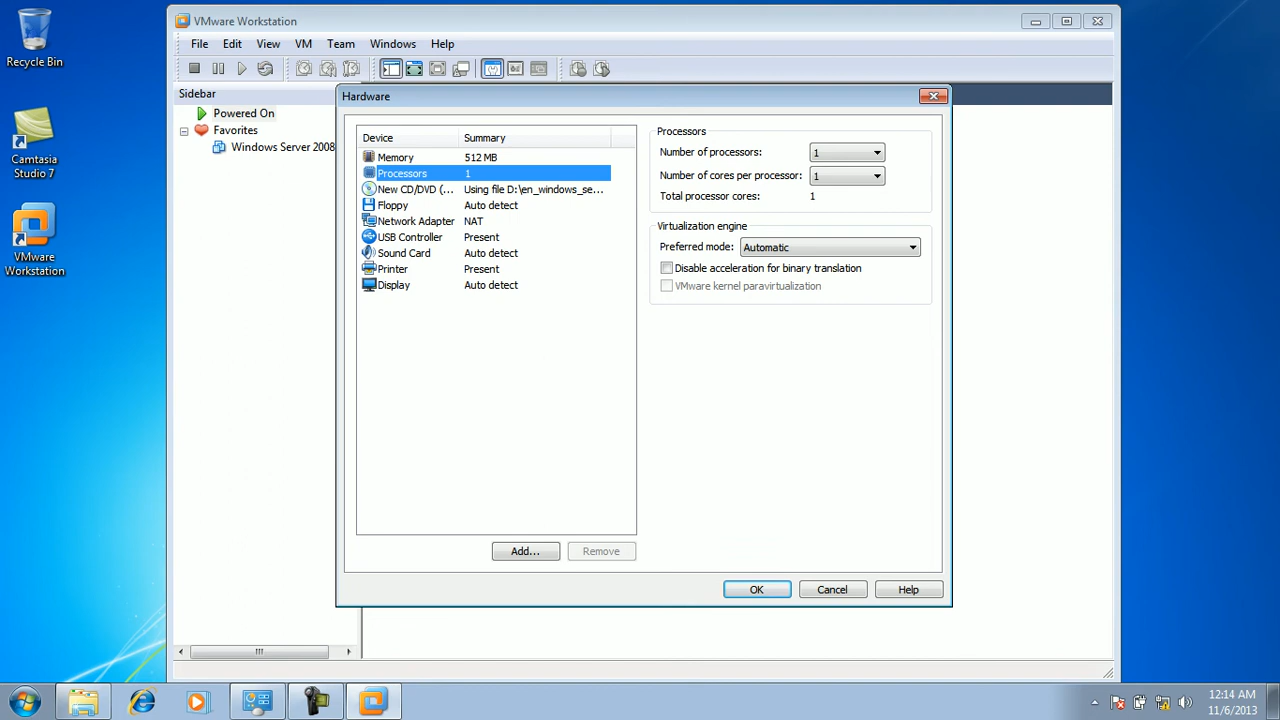 Recycle Bin
Camtasia
Studio 7
VMware
Workstation
VMware Workstation
File Edit View VM Team Windows Help
Sidebar
Powered On
Favorites
Windows Server 2008
Hardware
Device Summary
Memory 512 MB
Processors 1
New CD/DVD (... Using file D:\en_windows_se...
Floppy Auto detect
Network Adapter NAT
USB Controller Present
Sound Card Auto detect
Printer Present
Display Auto detect
Add... Remove
Processors
Number of processors: 1
Number of cores per processor: 1
Total processor cores: 1
Virtualization engine
Preferred mode: Automatic
Disable acceleration for binary translation
VMware kernel paravirtualization
OK Cancel Help
12:14 AM
11/6/2013